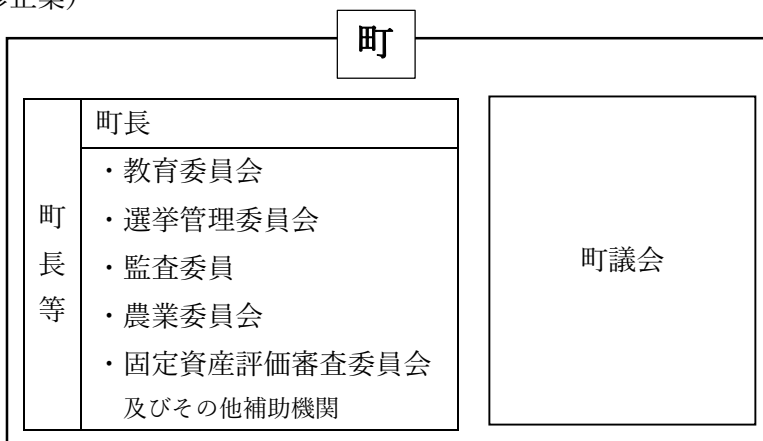 町
町長等
町長
・教育委員会
・選挙管理委員会
・監査委員
・農業委員会
・固定資産評価審査委員会
及びその他補助機関
町議会